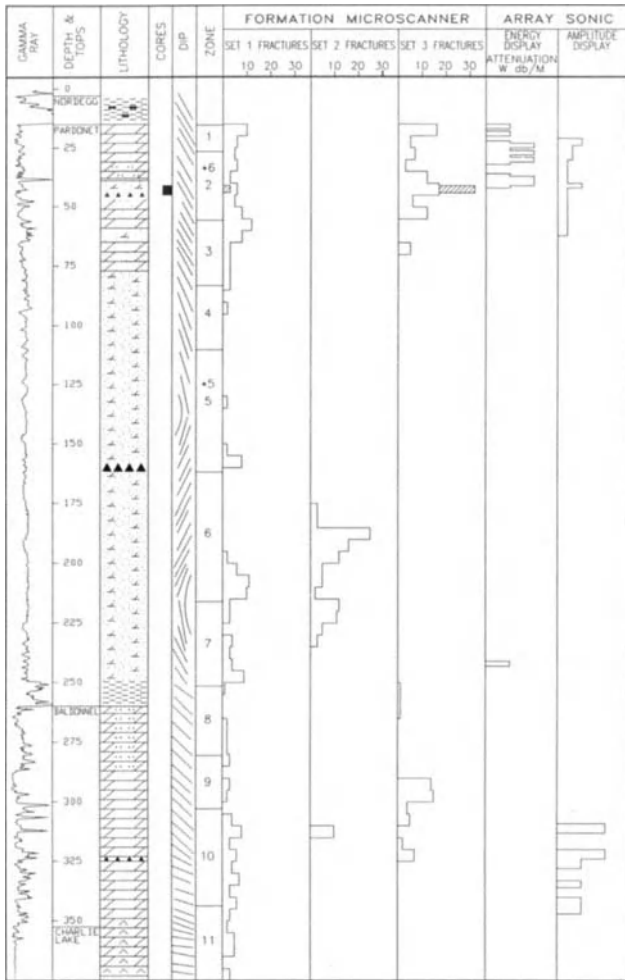 FORMATION MICROSCANNER
ARRAY SONIC
GAMMA RAY
DEPTH & TOPS
LITHOLOGY
CORES
DIP
ZONE
SET 1 FRACTURES
10 20 30
SET 2 FRACTURES
10 20 30
SET 3 FRACTURES
10 20 30
ENERGY DISPLAY
ATTENUATION
W db/M
AMPLITUDE DISPLAY
0
NORDEGG
PARDONET
1
25
•6
2
50
3
75
4
100
•5
5
125
150
6
175
200
7
225
250
BALDONNEL
8
275
9
300
10
325
350
CHARLIE LAKE
11